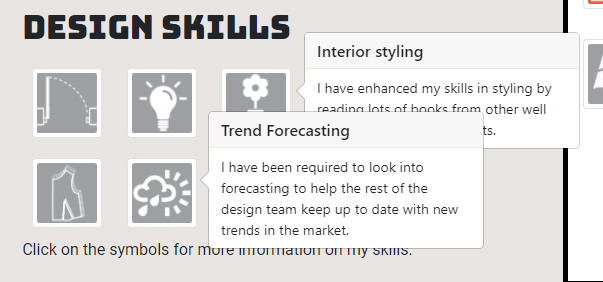 DESIGN SKILLS
Interior styling
I have enhanced my skills in styling by
reading lots of books from other well
ts.
Trend Forecasting
I have been required to look into
forecasting to help the rest of the
design team keep up to date with new
trends in the market.
Click on the symbols for more information on my skills.